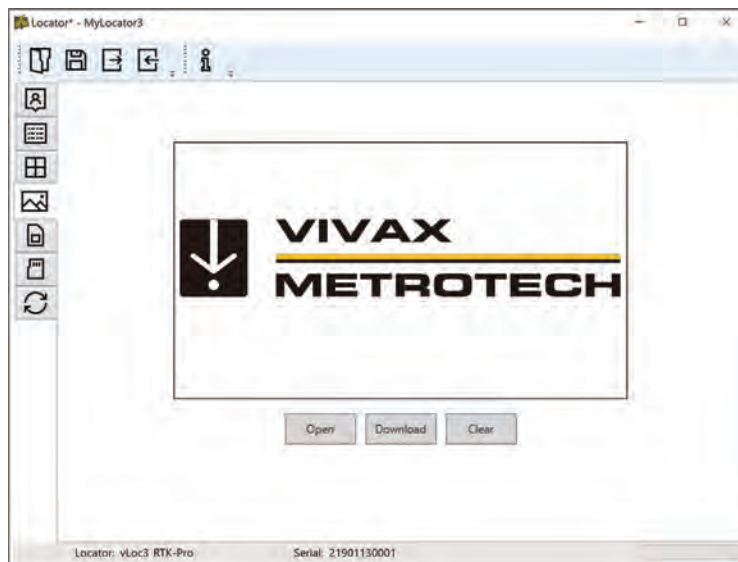 Locator* - MyLocator3
VIVAX
METROTECH
Open Download Clear
Locator: vLoc3 RTK-Pro Serial: 21901130001